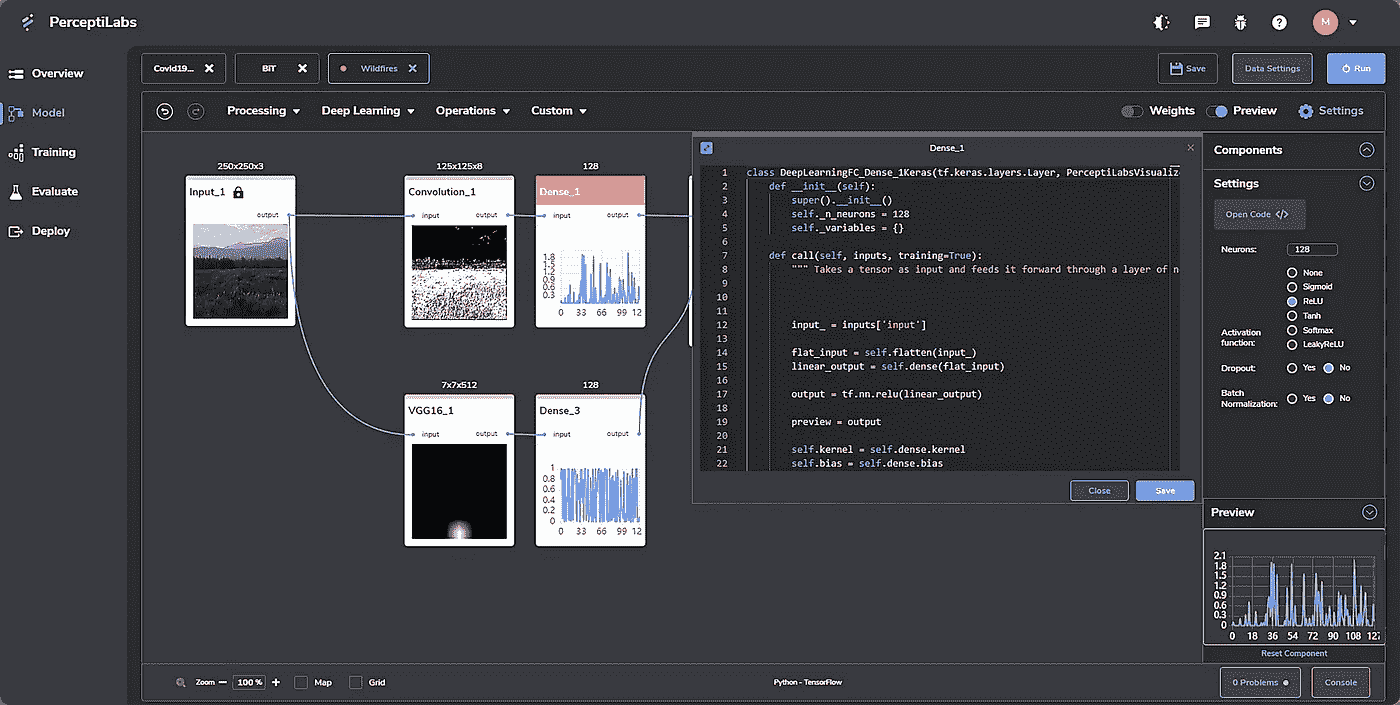 PerceptiLabs
M
Overview
Model
Training
Evaluate
Deploy
Covid19...
BiT
Wildfires
Save
Data Settings
Run
Processing
Deep Learning
Operations
Custom
Weights
Preview
Settings
250x250x3
Input_1
output
125x125x8
Convolution_1
input output
128
Dense_1
input output
1.8
1.5
1.2
0.9
0.6
0.3
0 33 66 99 12
7x7x512
VGG16_1
input output
128
Dense_3
input output
1
0.8
0.6
0.4
0.2
0
0 33 66 99 12
Dense_1
1 class DeepLearningFC_Dense_1Keras(tf.keras.layers.Layer, PerceptiLabsVisualiz
2 def __init__(self):
3 super().__init__()
4 self._n_neurons = 128
5 self._variables = {}
6
7 def call(self, inputs, training=True):
8 """ Takes a tensor as input and feeds it forward through a layer of n
9
10
11
12 input_ = inputs['input']
13
14 flat_input = self.flatten(input_)
15 linear_output = self.dense(flat_input)
16
17 output = tf.nn.relu(linear_output)
18
19 preview = output
20
21 self.kernel = self.dense.kernel
22 self.bias = self.dense.bias
Close
Save
Components
Settings
Open Code </>
Neurons: 128
Activation function:
None
Sigmoid
ReLU
Tanh
Softmax
LeakyReLU
Dropout: Yes No
Batch
Normalization: Yes No
Preview
2.1
1.8
1.5
1.2
0.9
0.6
0.3
0
0 18 36 54 72 90 108 127
Reset Component
Zoom − 100 % +
Map
Grid
Python - TensorFlow
0 Problems
Console